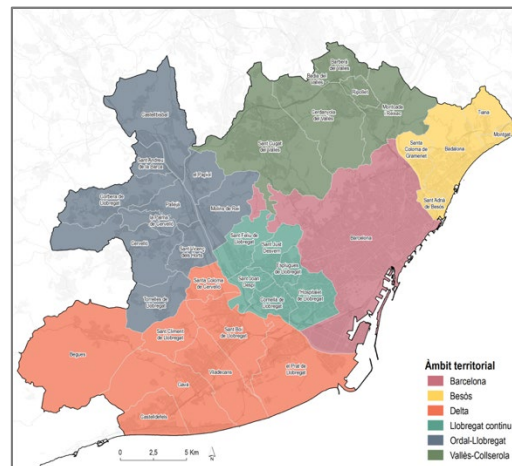 Barberà
del Vallès
Badia del
Vallès
Ripollet
Castellbisbal
Cerdanyola
del Vallès
Montcada
i Reixac
Tiana
Sant Cugat
del Vallès
Montgat
Santa
Coloma de
Gramenet
Badalona
Sant Andreu
de la Barca
el Papiol
Corbera de
Llobregat
Pallejà
Sant Adrià
de Besòs
Molins de Rei
la Palma
de Cervelló
Barcelona
Cervelló
Sant Vicenç
dels Horts
Sant Feliu de
Llobregat
Sant Just
Desvern
Esplugues
de Llobregat
Sant Joan
Despí
Santa Coloma
de Cervelló
Cornellà de
Llobregat
l'Hospitalet
de Llobregat
Torrelles de
Llobregat
Sant Climent
de Llobregat
Sant Boi
de Llobregat
Begues
el Prat de
Llobregat
Viladecans
Gavà
Castelldefels
0 2,5 5 Km
N
Àmbit territorial
Barcelona
Besòs
Delta
Llobregat continu
Ordal-Llobregat
Vallès-Collserola